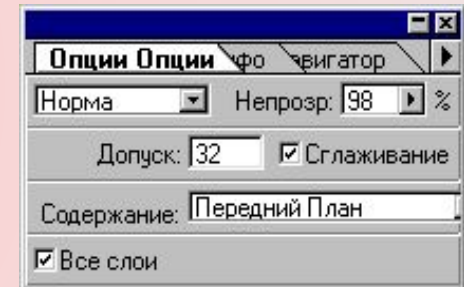 Опции Опции фо вигатор
Норма Непрозр: 98 %
Допуск: 32 Сглаживание
Содержание: Передний План
Все слои